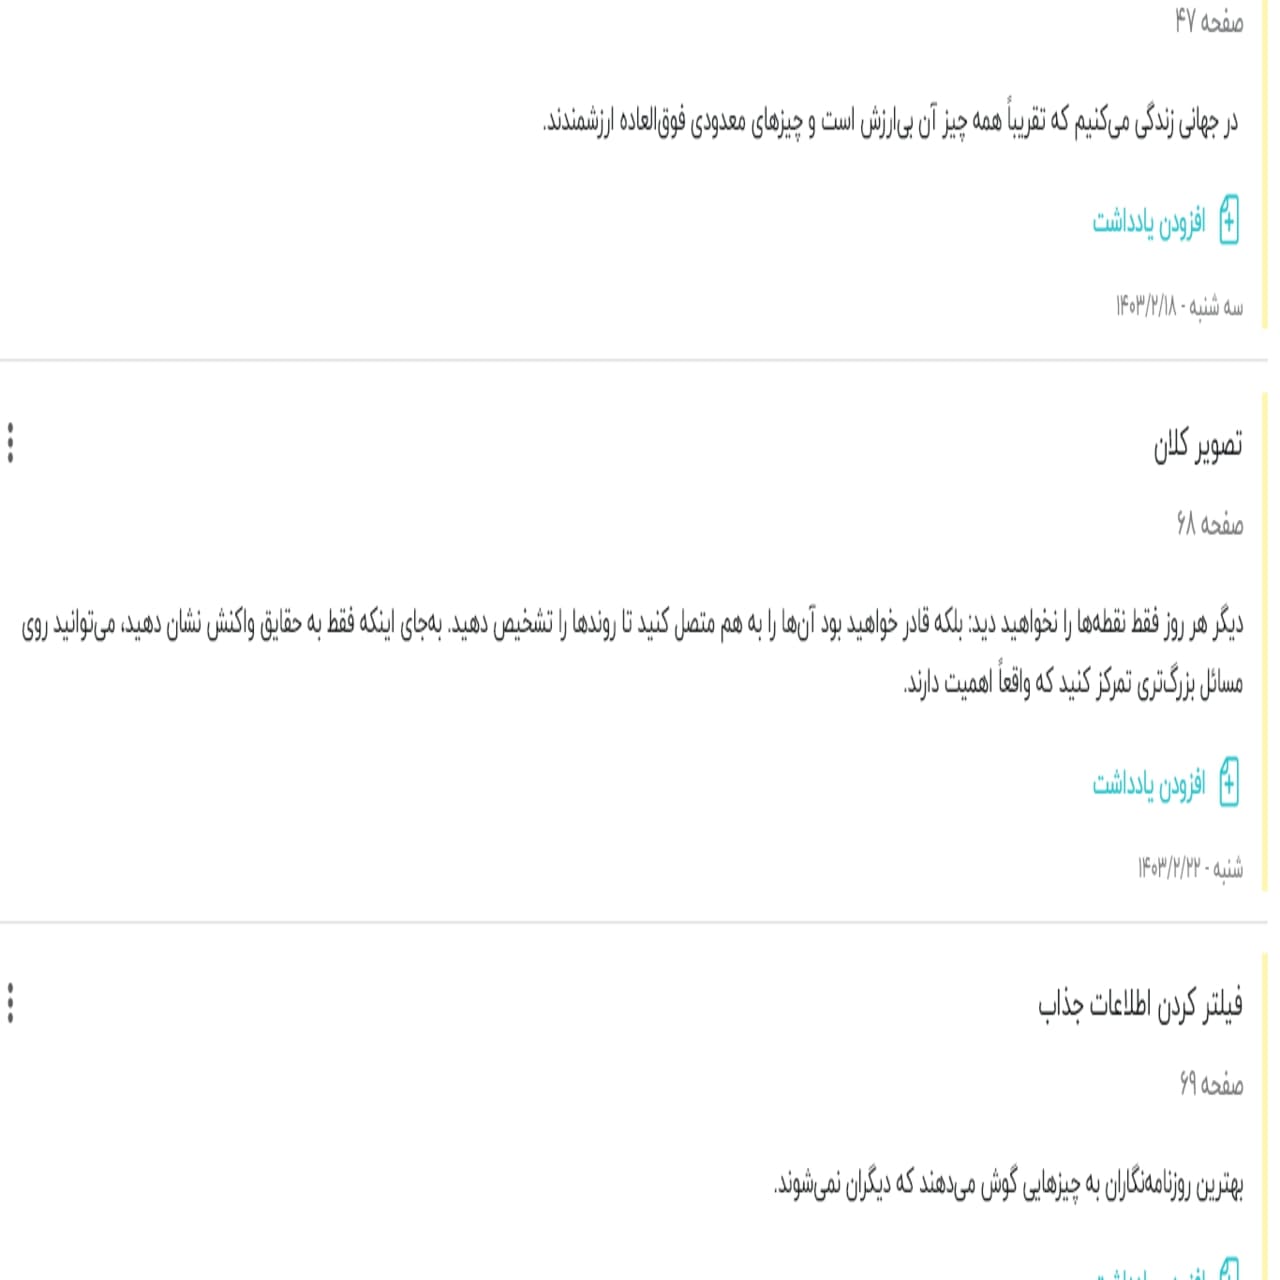 صفحه ۴۷
در جهانی زندگی می‌کنیم که تقریباً همه چیز آن بی‌ارزش است و چیزهای معدودی فوق‌العاده ارزشمندند.
افزودن یادداشت
سه شنبه - ۱۴۰۳/۲/۱۸
تصویر کلان
صفحه ۶۸
دیگر هر روز فقط نقطه‌ها را نخواهید دید: بلکه قادر خواهید بود آن‌ها را به هم متصل کنید تا روندها را تشخیص دهید. به‌جای اینکه فقط به حقایق واکنش نشان دهید، می‌توانید روی
مسائل بزرگ‌تری تمرکز کنید که واقعاً اهمیت دارند.
افزودن یادداشت
شنبه - ۱۴۰۳/۲/۲۲
فیلتر کردن اطلاعات جذاب
صفحه ۶۹
بهترین روزنامه‌نگاران به چیزهایی گوش می‌دهند که دیگران نمی‌شوند.